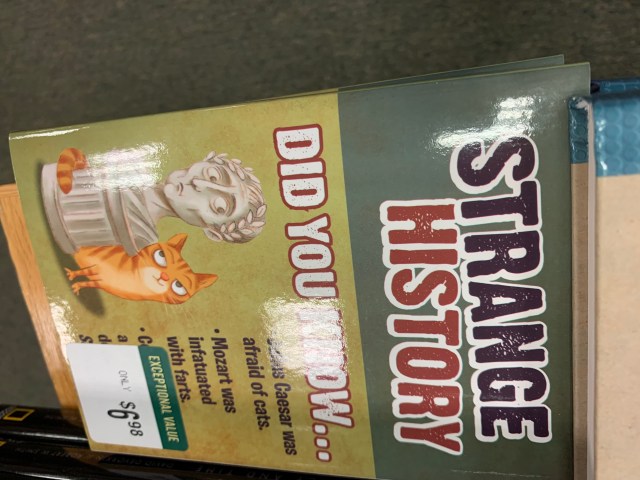 STRANGE
HISTORY
DID YOU KNOW...
Caesar was
afraid of cats.
• Mozart was
infatuated
with farts.
EXCEPTIONAL VALUE
ONLY $6.98